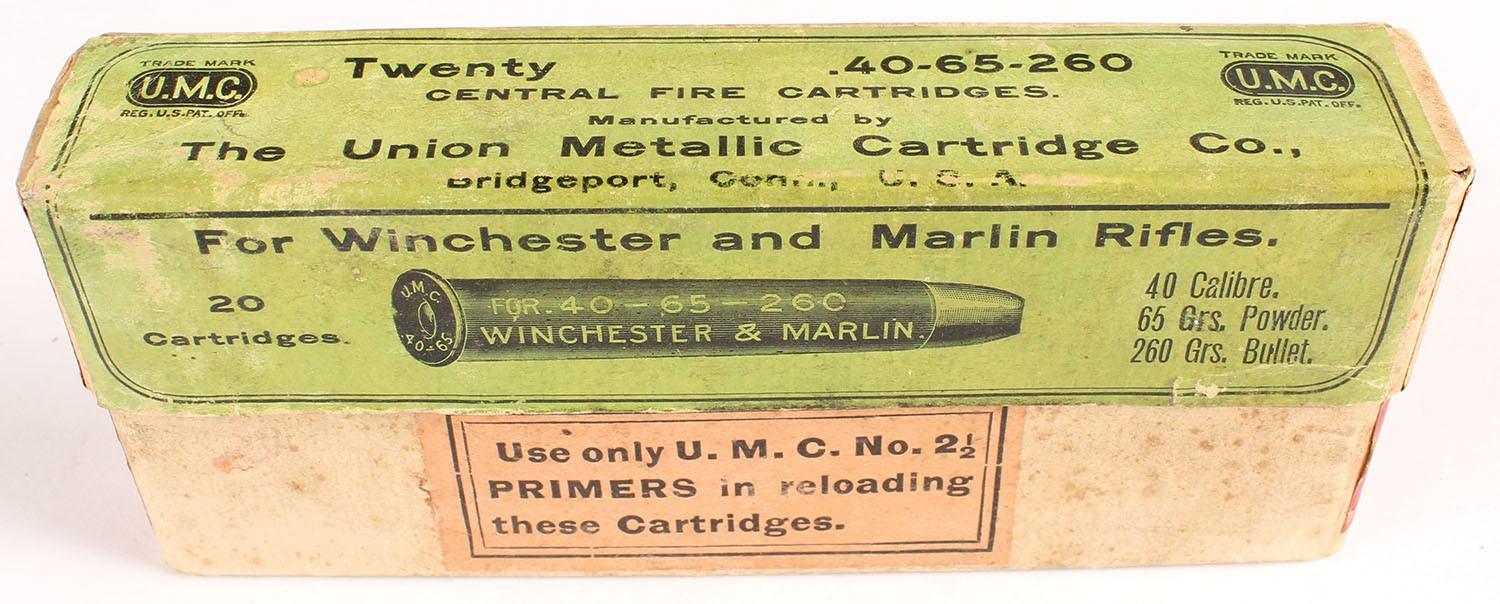 TRADE MARK
U.M.C.
REG. U.S. PAT. OFF.
Twenty .40-65-260
CENTRAL FIRE CARTRIDGES.
TRADE MARK
U.M.C.
REG. U.S. PAT. OFF.
Manufactured by
The Union Metallic Cartridge Co.,
Bridgeport, Conn., U. S. A.
For Winchester and Marlin Rifles.
20
Cartridges.
U.M.C.
40-65
FOR .40-65-260
WINCHESTER & MARLIN.
40 Calibre.
65 Grs. Powder.
260 Grs. Bullet.
Use only U. M. C. No. 2½
PRIMERS in reloading
these Cartridges.